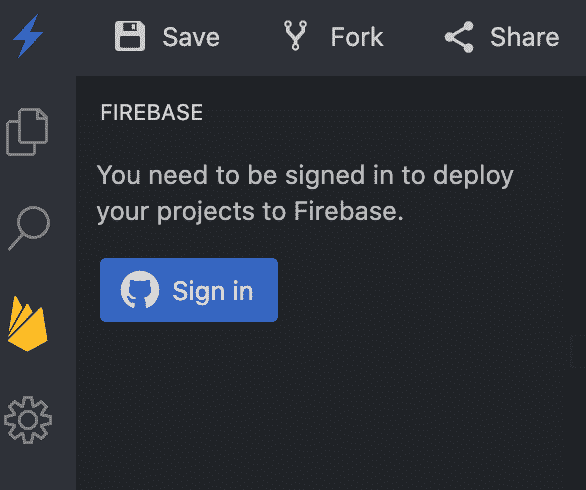 Save Fork Share
FIREBASE
You need to be signed in to deploy
your projects to Firebase.
Sign in